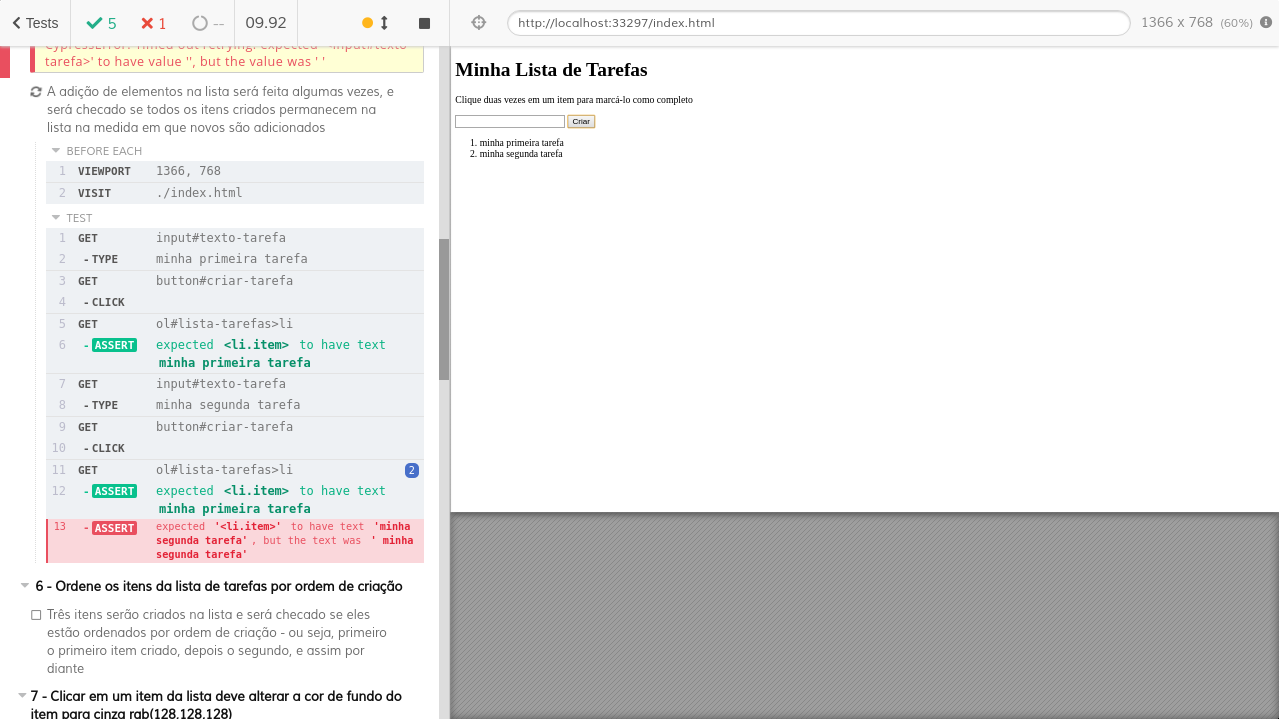 Tests
5
1
--
09.92
http://localhost:33297/index.html
1366 x 768 (60%)
CypressError: Timed out retrying: expected '<input#texto-
tarefa>' to have value '', but the value was ' '
A adição de elementos na lista será feita algumas vezes, e
será checado se todos os itens criados permanecem na
lista na medida em que novos são adicionados
BEFORE EACH
1 VIEWPORT 1366, 768
2 VISIT ./index.html
TEST
1 GET input#texto-tarefa
2 -TYPE minha primeira tarefa
3 GET button#criar-tarefa
4 -CLICK
5 GET ol#lista-tarefas>li
6 -ASSERT expected <li.item> to have text
minha primeira tarefa
7 GET input#texto-tarefa
8 -TYPE minha segunda tarefa
9 GET button#criar-tarefa
10 -CLICK
11 GET ol#lista-tarefas>li 2
12 -ASSERT expected <li.item> to have text
minha primeira tarefa
13 -ASSERT expected '<li.item>' to have text 'minha
segunda tarefa', but the text was ' minha
segunda tarefa'
6 - Ordene os itens da lista de tarefas por ordem de criação
Três itens serão criados na lista e será checado se eles
estão ordenados por ordem de criação - ou seja, primeiro
o primeiro item criado, depois o segundo, e assim por
diante
7 - Clicar em um item da lista deve alterar a cor de fundo do
item para cinza rgb(128,128,128)
Minha Lista de Tarefas
Clique duas vezes em um item para marcá-lo como completo
Criar
1. minha primeira tarefa
2. minha segunda tarefa